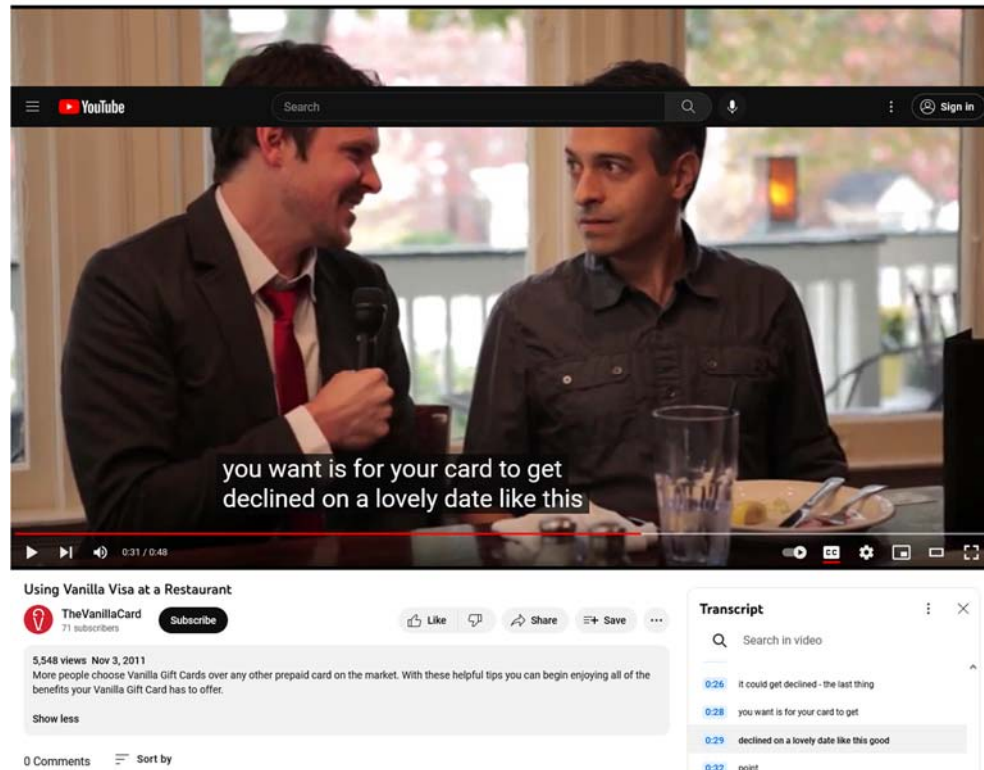 YouTube
Search
Sign in
you want is for your card to get
declined on a lovely date like this
0:31 / 0:48
CC
Using Vanilla Visa at a Restaurant
TheVanillaCard
71 subscribers
Subscribe
Like
Share
Save
5,548 views Nov 3, 2011
More people choose Vanilla Gift Cards over any other prepaid card on the market. With these helpful tips you can begin enjoying all of the
benefits your Vanilla Gift Card has to offer.
Show less
0 Comments
Sort by
Transcript
Search in video
0:26 it could get declined - the last thing
0:28 you want is for your card to get
0:29 declined on a lovely date like this good
0:32 point